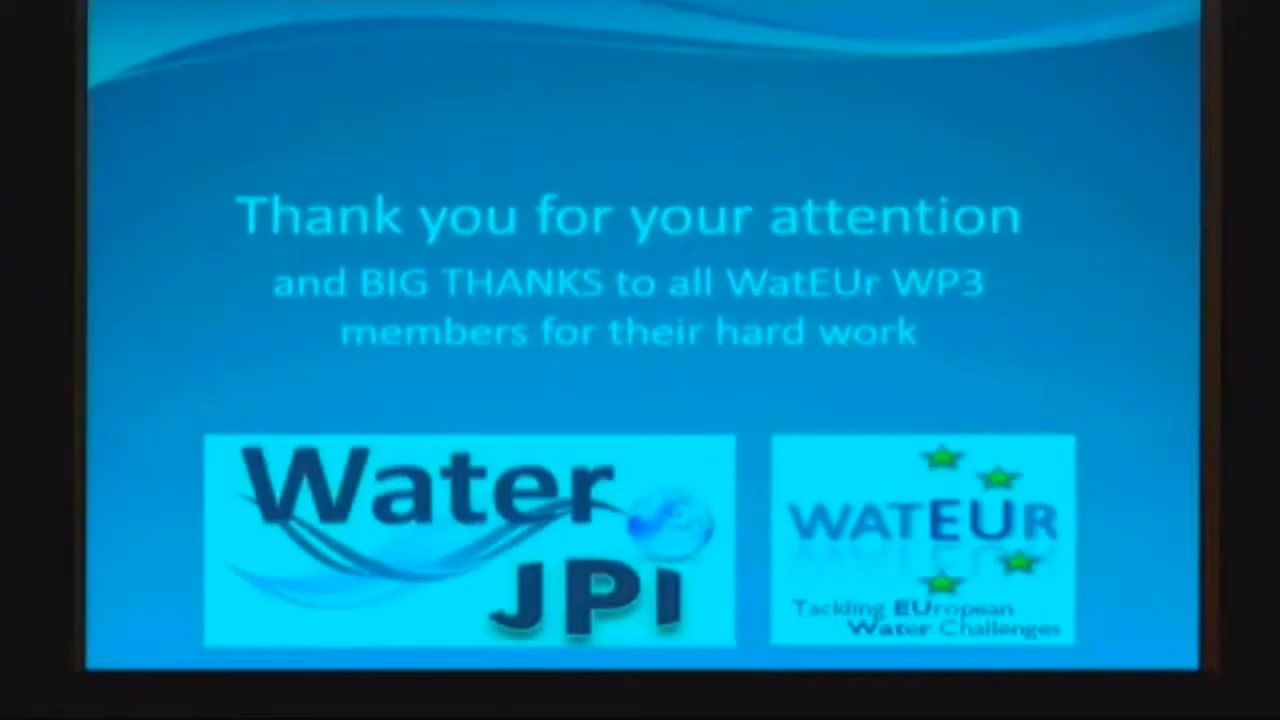 Thank you for your attention
and BIG THANKS to all WatEUr WP3
members for their hard work
Water
JPI
WATEUR
Tackling EUropean
Water Challenges